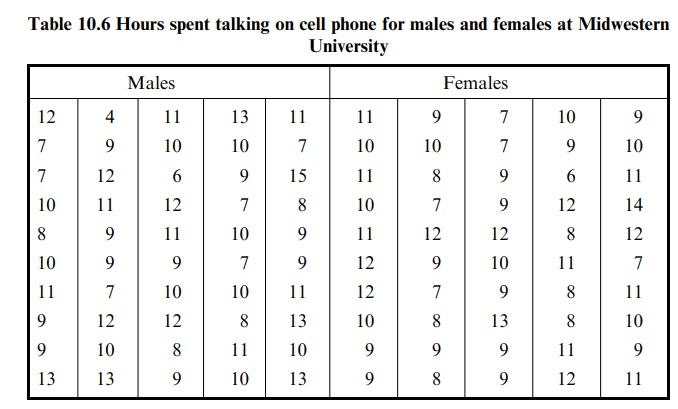 Table 10.6 Hours spent talking on cell phone for males and females at Midwestern
University
Males Females
12 4 11 13 11 11 9 7 10 9
7 9 10 10 7 10 10 7 9 10
7 12 6 9 15 11 8 9 6 11
10 11 12 7 8 10 7 9 12 14
8 9 11 10 9 11 12 12 8 12
10 9 9 7 9 12 9 10 11 7
11 7 10 10 11 12 7 9 8 11
9 12 12 8 13 10 8 13 8 10
9 10 8 11 10 9 9 9 11 9
13 13 9 10 13 9 8 9 12 11